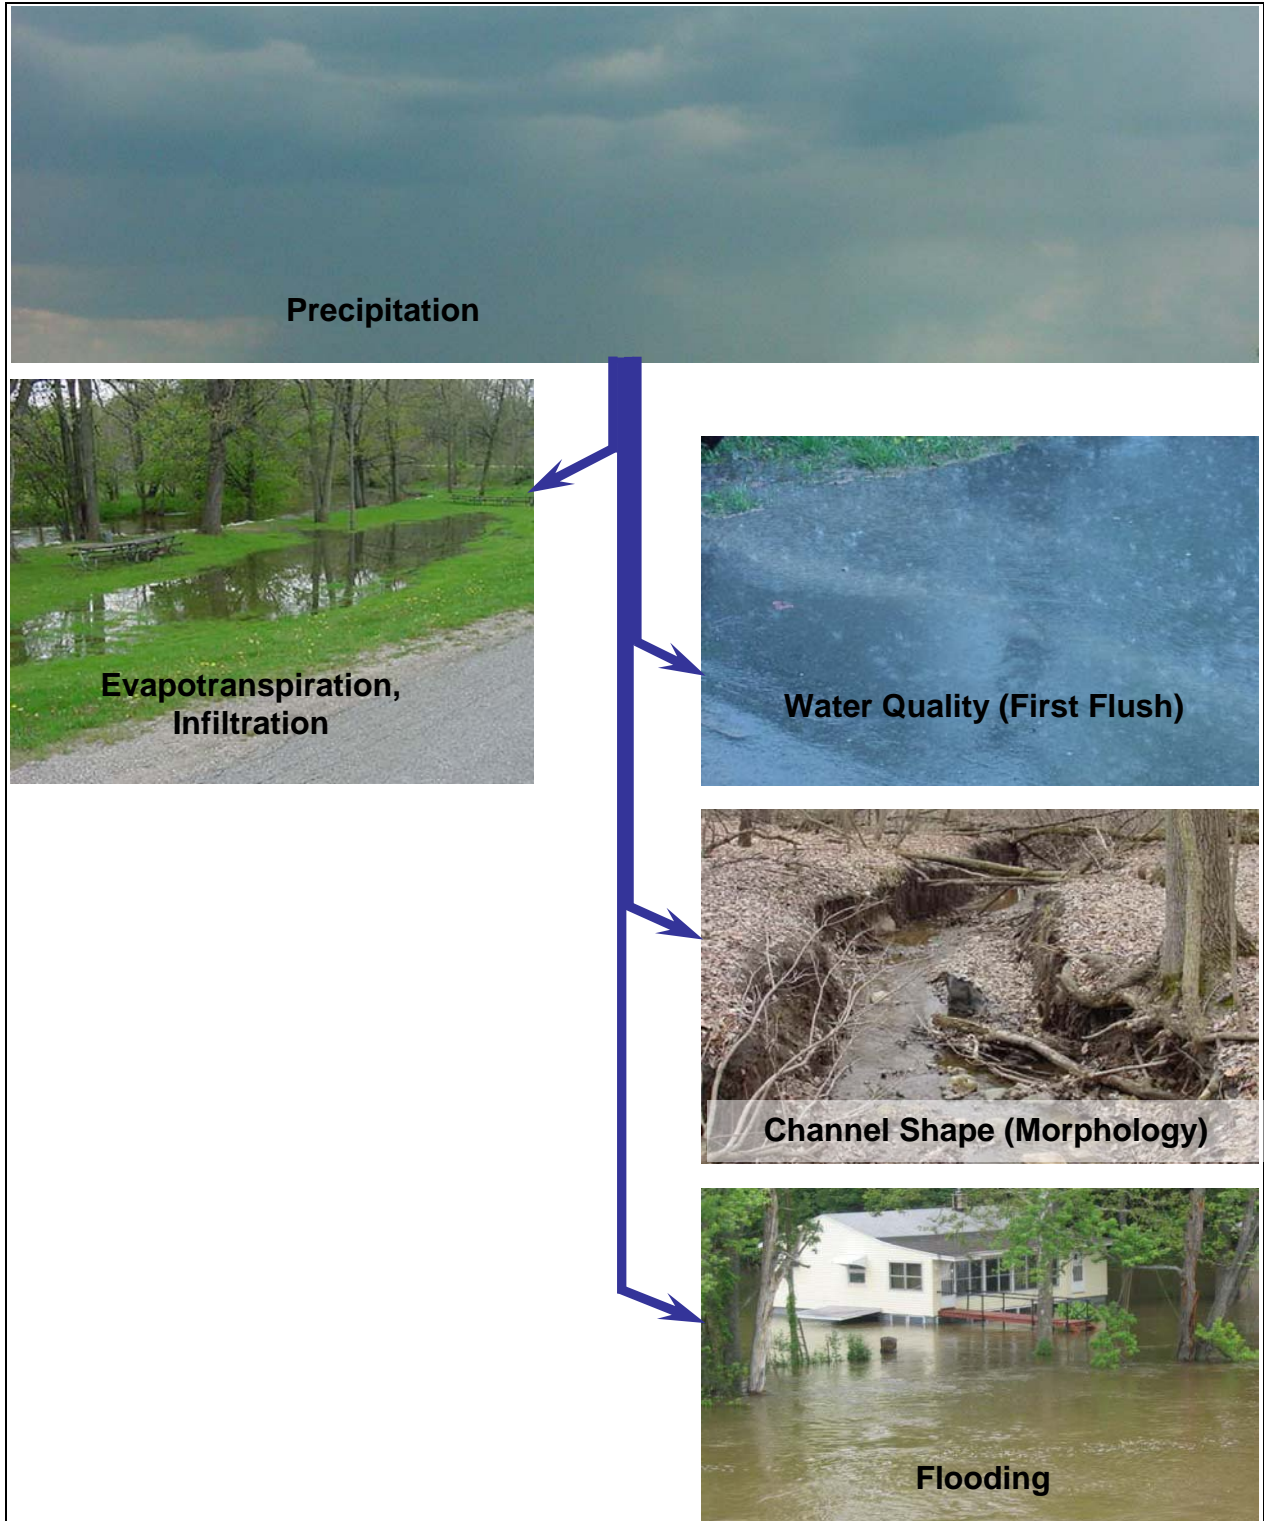 Precipitation
Evapotranspiration,
Infiltration
Water Quality (First Flush)
Channel Shape (Morphology)
Flooding